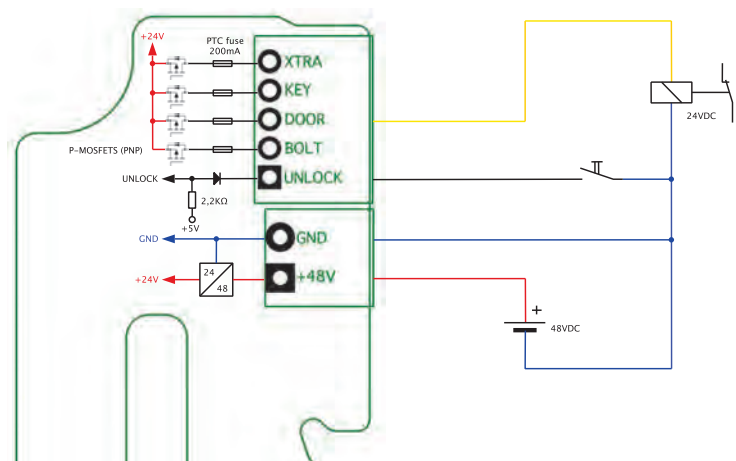 +24V
PTC fuse
200mA
XTRA
KEY
DOOR
P-MOSFETS (PNP)
BOLT
UNLOCK
UNLOCK
2,2KΩ
+5V
GND
GND
+24V
24
48
+48V
24VDC
+
48VDC